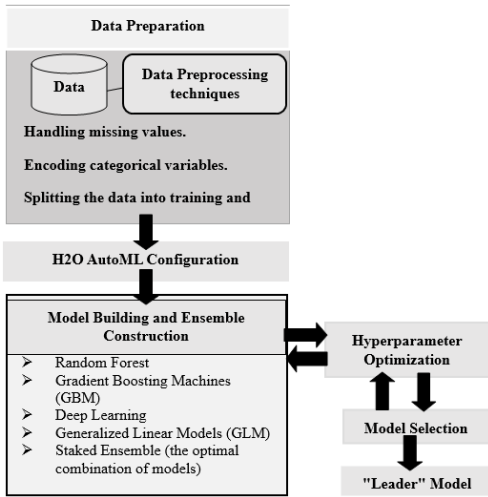 Data Preparation
Data
Data Preprocessing
techniques
Handling missing values.
Encoding categorical variables.
Splitting the data into training and
H2O AutoML Configuration
Model Building and Ensemble
Construction
➢ Random Forest
➢ Gradient Boosting Machines
(GBM)
➢ Deep Learning
➢ Generalized Linear Models (GLM)
➢ Staked Ensemble (the optimal
combination of models)
Hyperparameter
Optimization
Model Selection
"Leader" Model